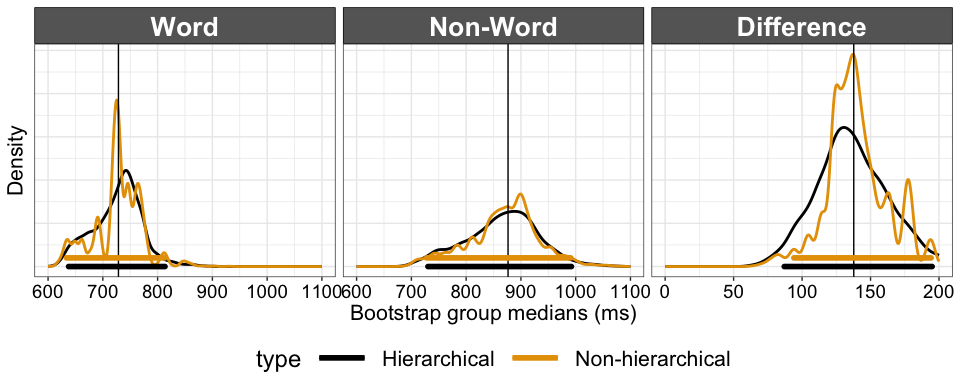 Word Non-Word Difference
Density
600 700 800 900 1000 1100 600 700 800 900 1000 1100 0 50 100 150 200
Bootstrap group medians (ms)
type Hierarchical Non-hierarchical